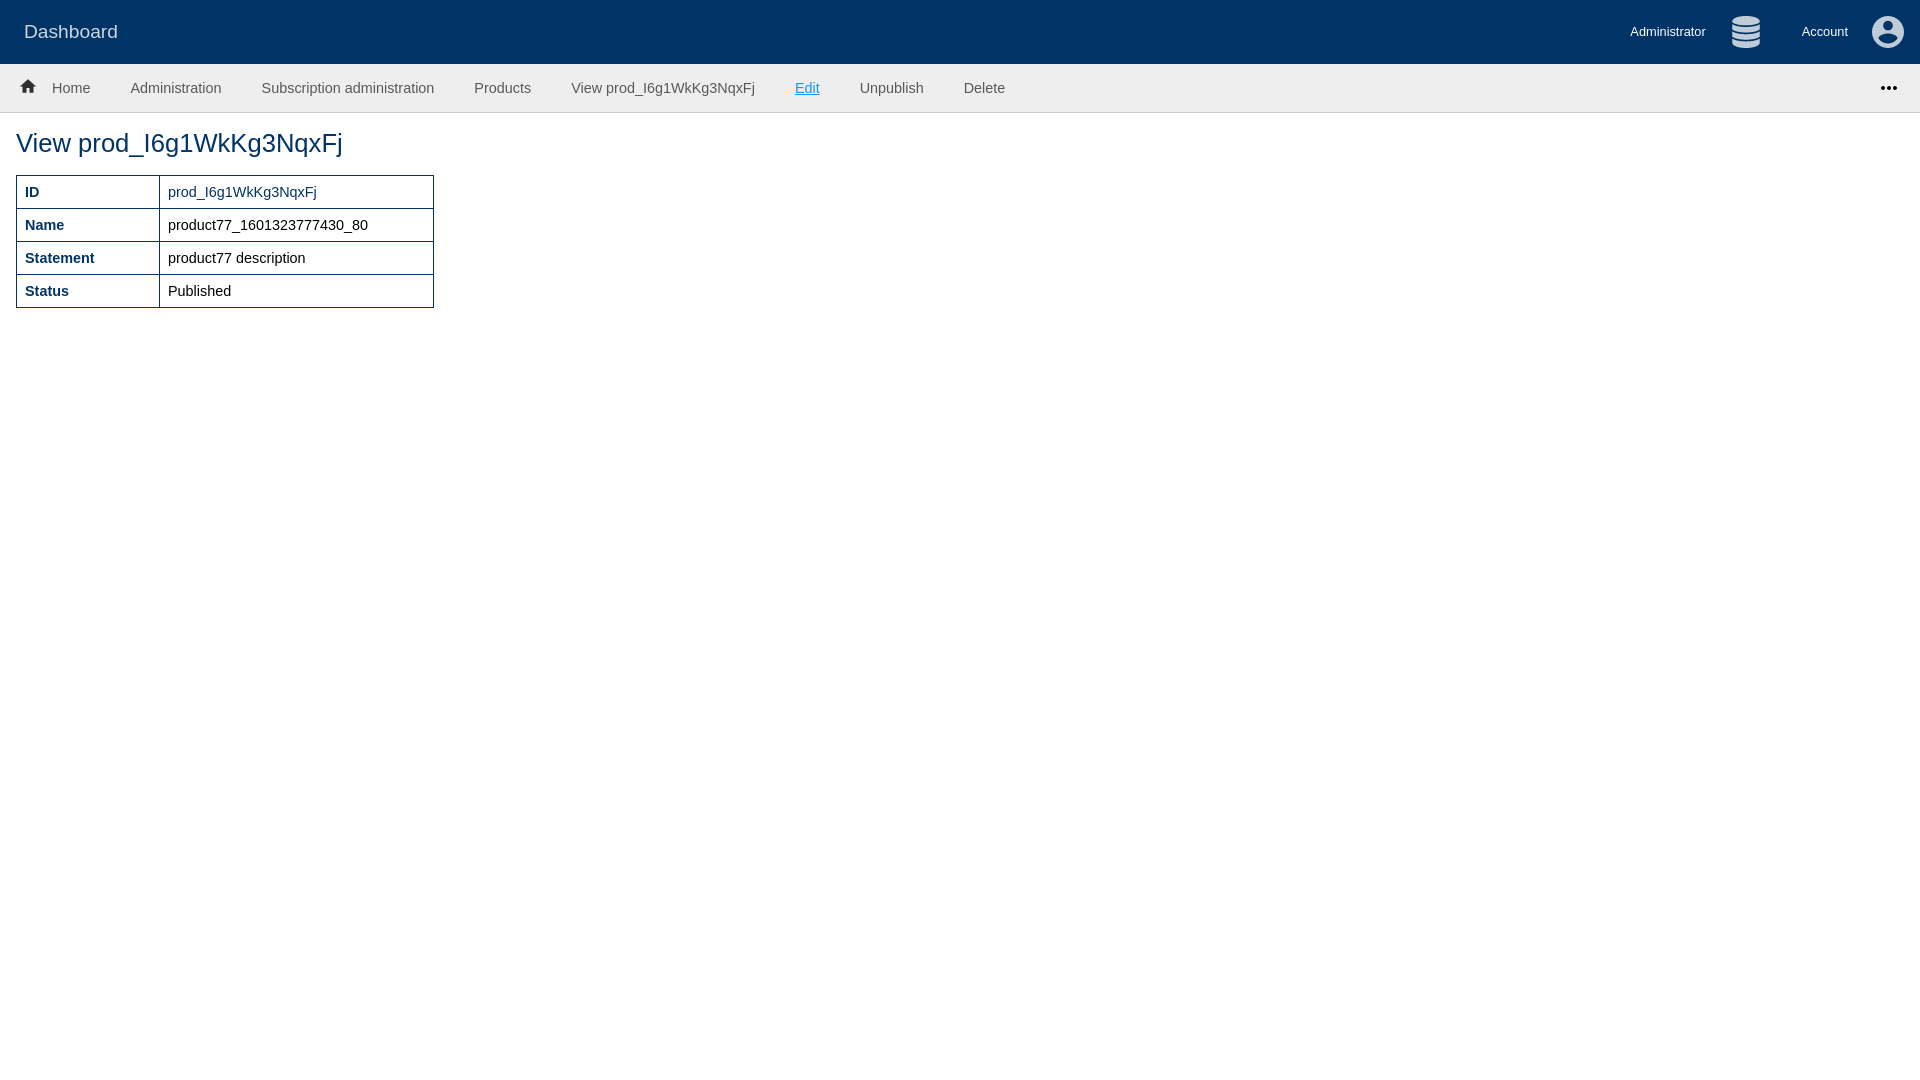 Dashboard
Administrator
Account
Home
Administration
Subscription administration
Products
View prod_I6g1WkKg3NqxFj
Edit
Unpublish
Delete
View prod_I6g1WkKg3NqxFj
ID prod_I6g1WkKg3NqxFj
Name product77_1601323777430_80
Statement product77 description
Status Published